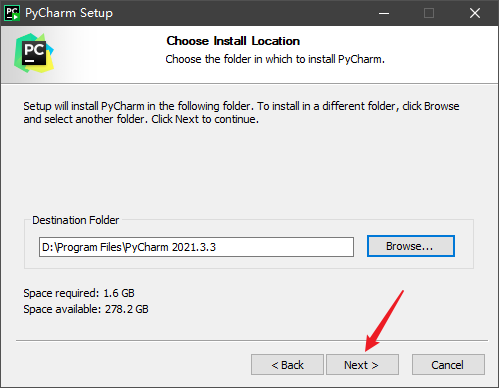 PyCharm Setup
PC
Choose Install Location
Choose the folder in which to install PyCharm.
Setup will install PyCharm in the following folder. To install in a different folder, click Browse
and select another folder. Click Next to continue.
Destination Folder
D:\Program Files\PyCharm 2021.3.3
Browse...
Space required: 1.6 GB
Space available: 278.2 GB
< Back
Next >
Cancel